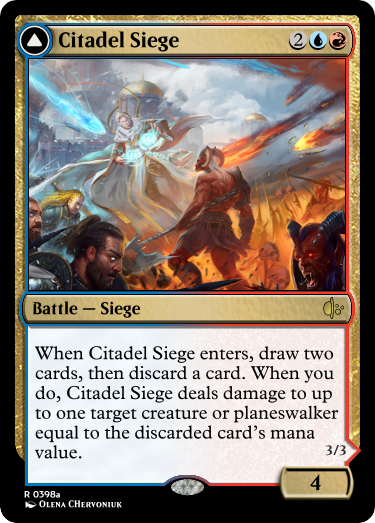 Citadel Siege 2
Battle — Siege
When Citadel Siege enters, draw two
cards, then discard a card. When you
do, Citadel Siege deals damage to up
to one target creature or planeswalker
equal to the discarded card's mana
value.
3/3
4
R 0398a
Olena CHervoniuk